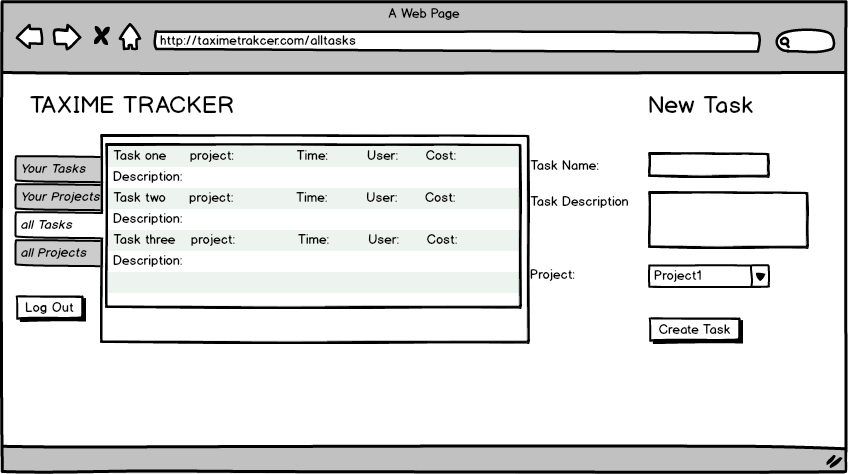 A Web Page
http://taximetrakcer.com/alltasks
TAXIME TRACKER
New Task
Your Tasks
Your Projects
all Tasks
all Projects
Log Out
Task one project: Time: User: Cost:
Description:
Task two project: Time: User: Cost:
Description:
Task three project: Time: User: Cost:
Description:
Task Name:
Task Description
Project: Project1
Create Task